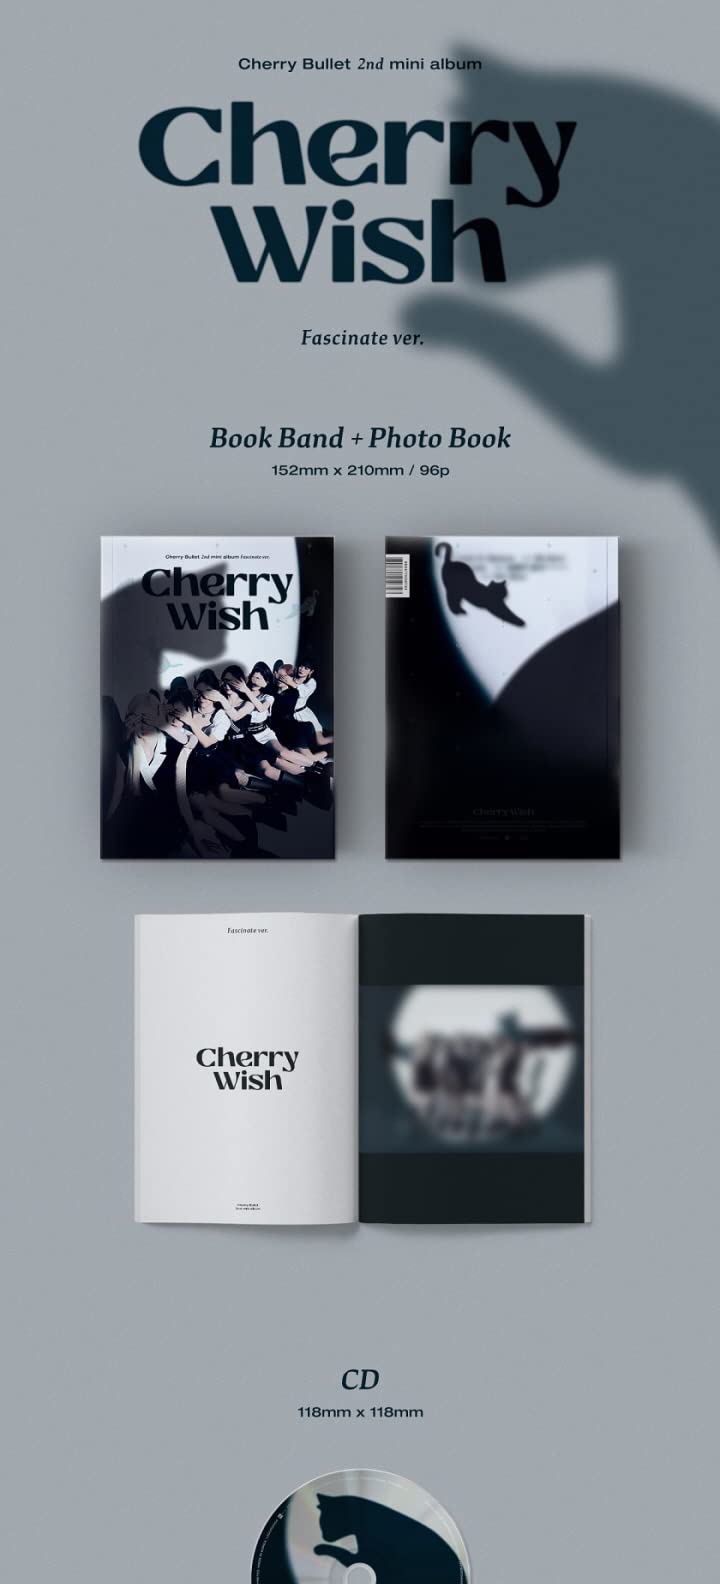 Cherry Bullet 2nd mini album
Cherry
Wish
Fascinate ver.
Book Band + Photo Book
152mm x 210mm / 96p
Cherry Bullet 2nd mini album Fascinate ver.
Cherry
Wish
Cherry Wish
Fascinate ver.
Cherry
Wish
CD
118mm x 118mm